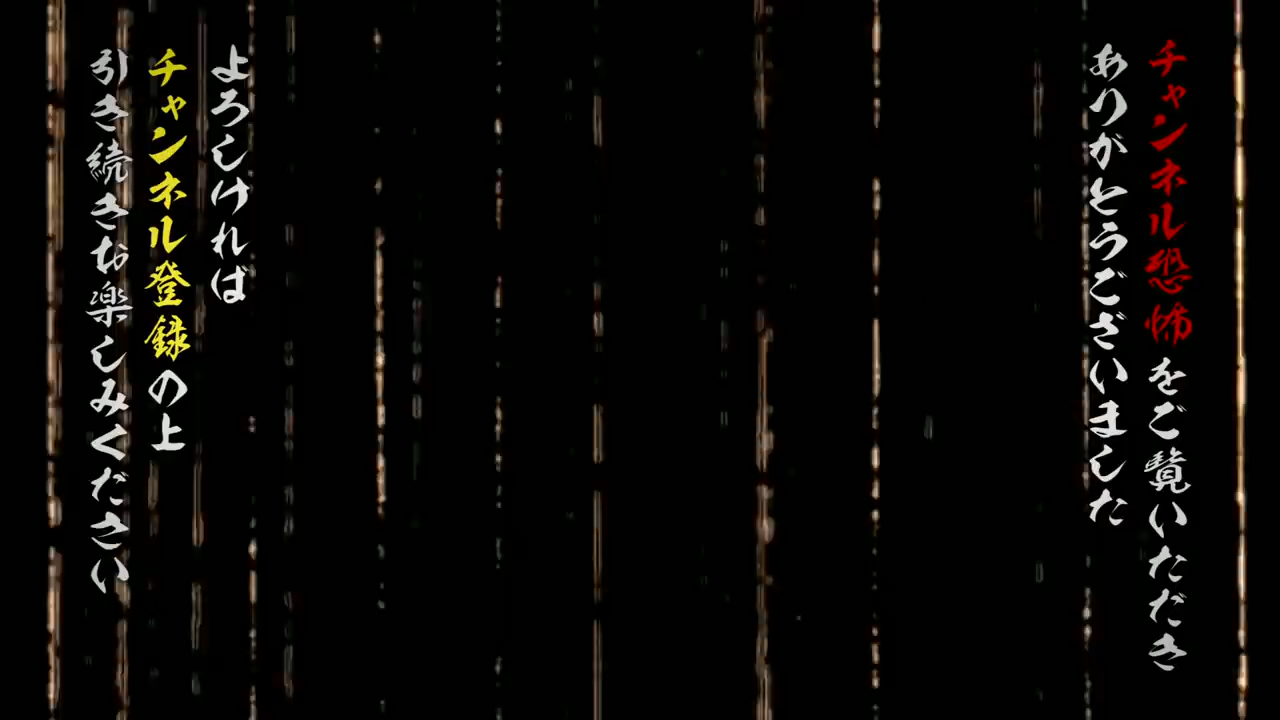 チャンネル恐怖をご覧いただき
ありがとうございました
よろしければ
チャンネル登録の上
引き続きお楽しみください